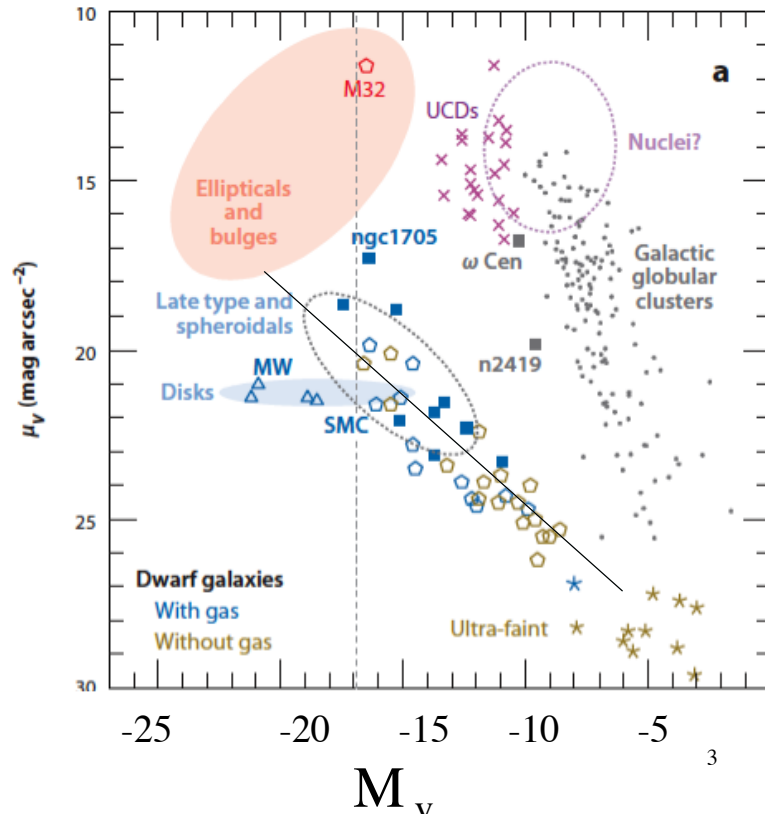 10
a
M32
UCDs
Nuclei?
15
Ellipticals
and
bulges
ngc1705
ω Cen
Galactic
globular
clusters
Late type and
spheroidals
20
n2419
MW
Disks
SMC
μv (mag arcsec−2)
25
Dwarf galaxies
With gas
Without gas
Ultra-faint
30
-25 -20 -15 -10 -5
3
M v